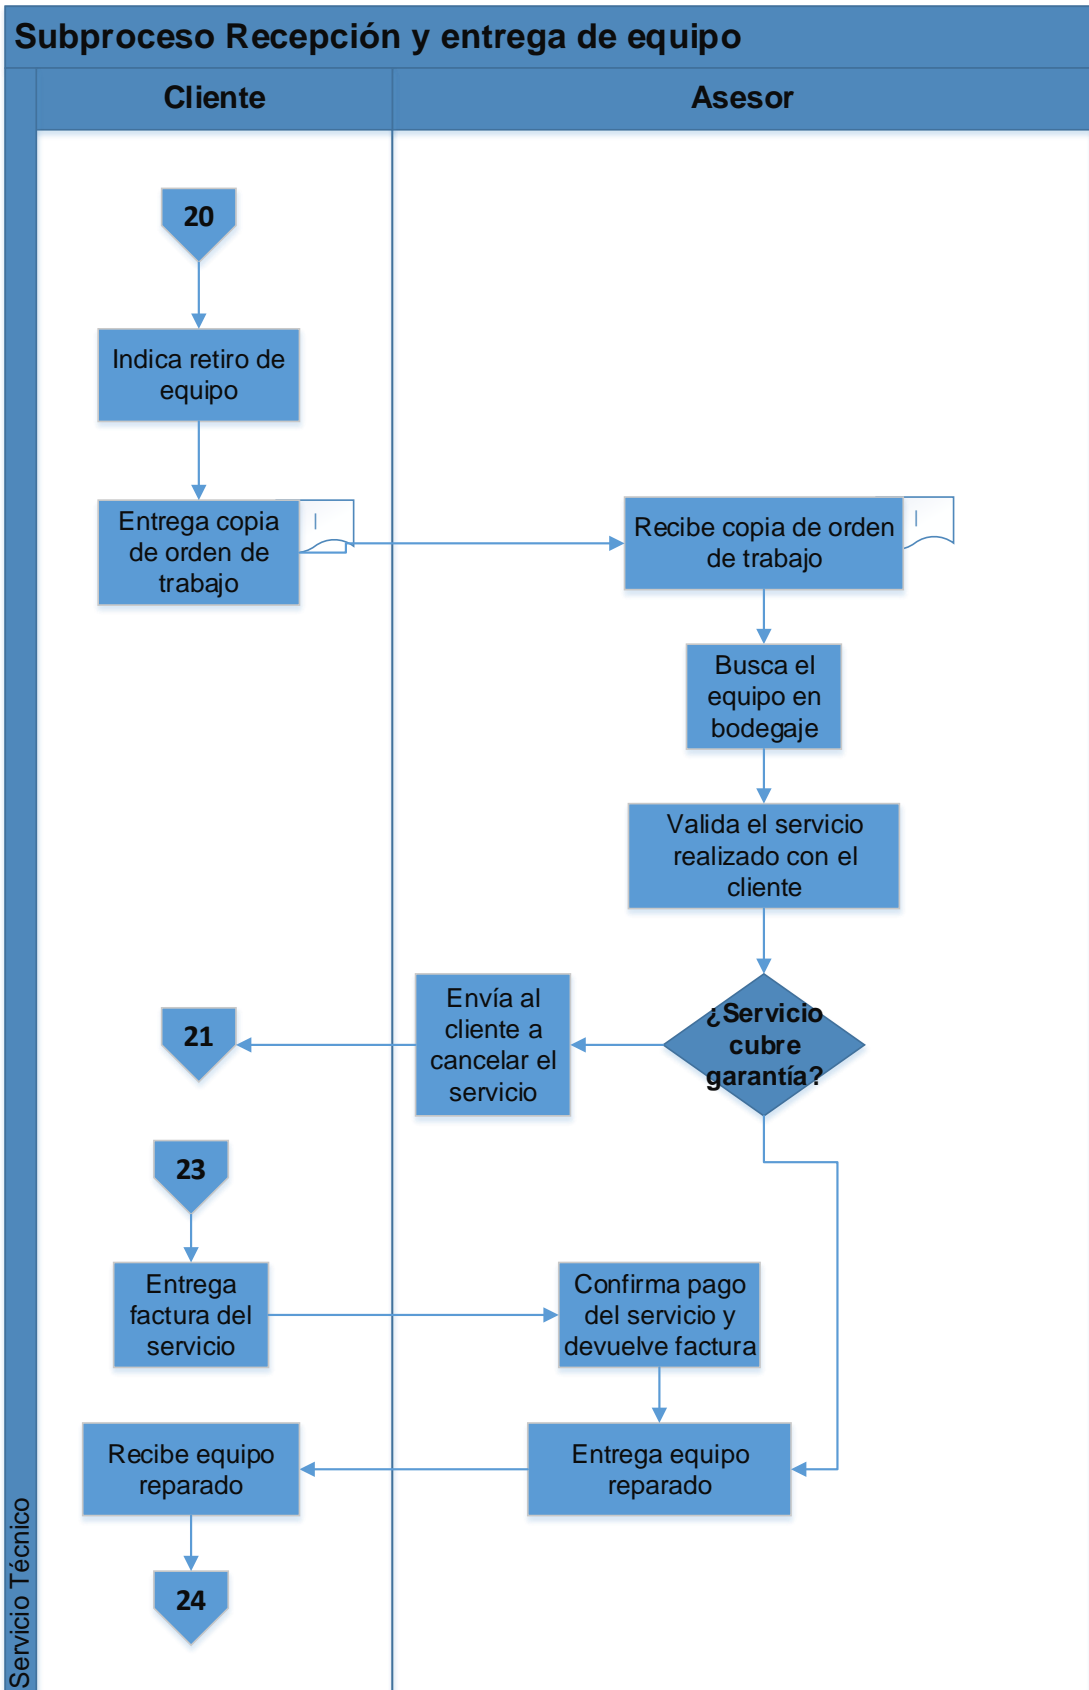 Subproceso Recepción y entrega de equipo
Cliente
Asesor
20
Indica retiro de
equipo
Entrega copia
de orden de
trabajo
Recibe copia de orden
de trabajo
Busca el
equipo en
bodegaje
Valida el servicio
realizado con el
cliente
¿Servicio
cubre
garantía?
Envía al
cliente a
cancelar el
servicio
21
23
Entrega
factura del
servicio
Confirma pago
del servicio y
devuelve factura
Entrega equipo
reparado
Recibe equipo
reparado
24
Servicio Técnico